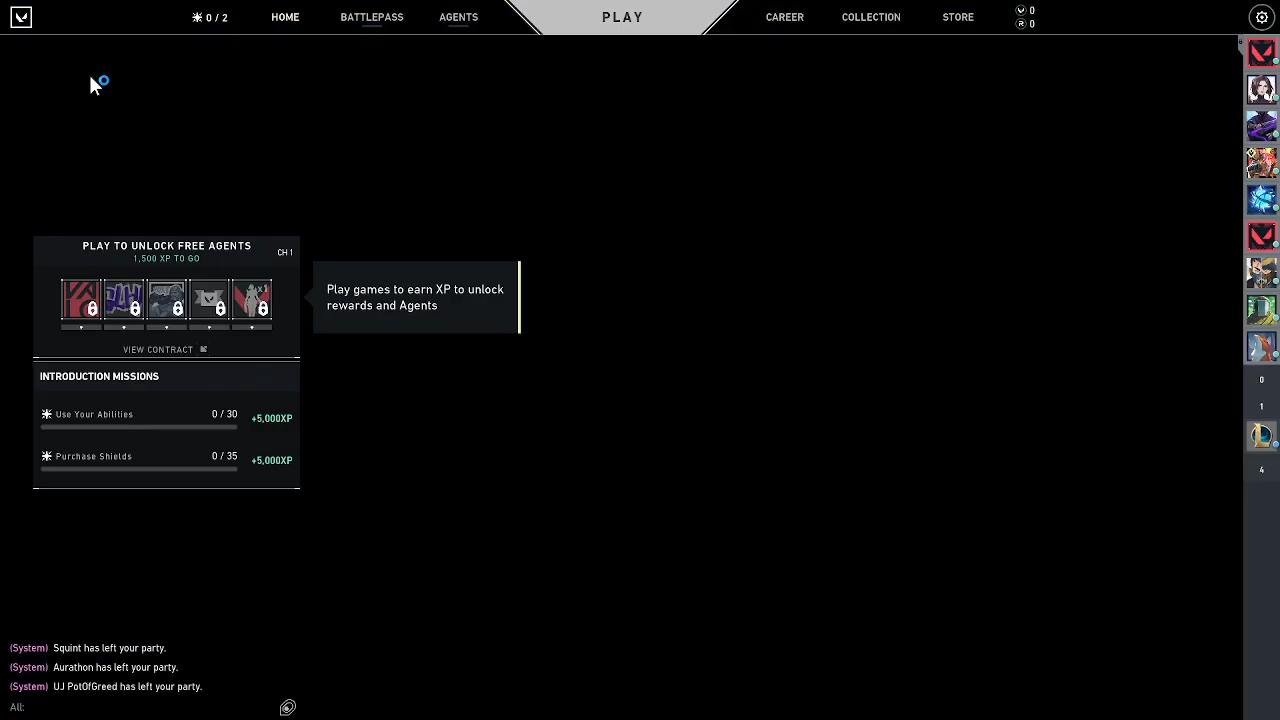 0 / 2
HOME
BATTLEPASS
AGENTS
PLAY
CAREER
COLLECTION
STORE
0
0
PLAY TO UNLOCK FREE AGENTS
1,500 XP TO GO
CH 1
x1
VIEW CONTRACT
Play games to earn XP to unlock
rewards and Agents
INTRODUCTION MISSIONS
Use Your Abilities 0 / 30 +5,000XP
Purchase Shields 0 / 35 +5,000XP
0
1
4
(System) Squint has left your party.
(System) Aurathon has left your party.
(System) UJ PotOfGreed has left your party.
All: